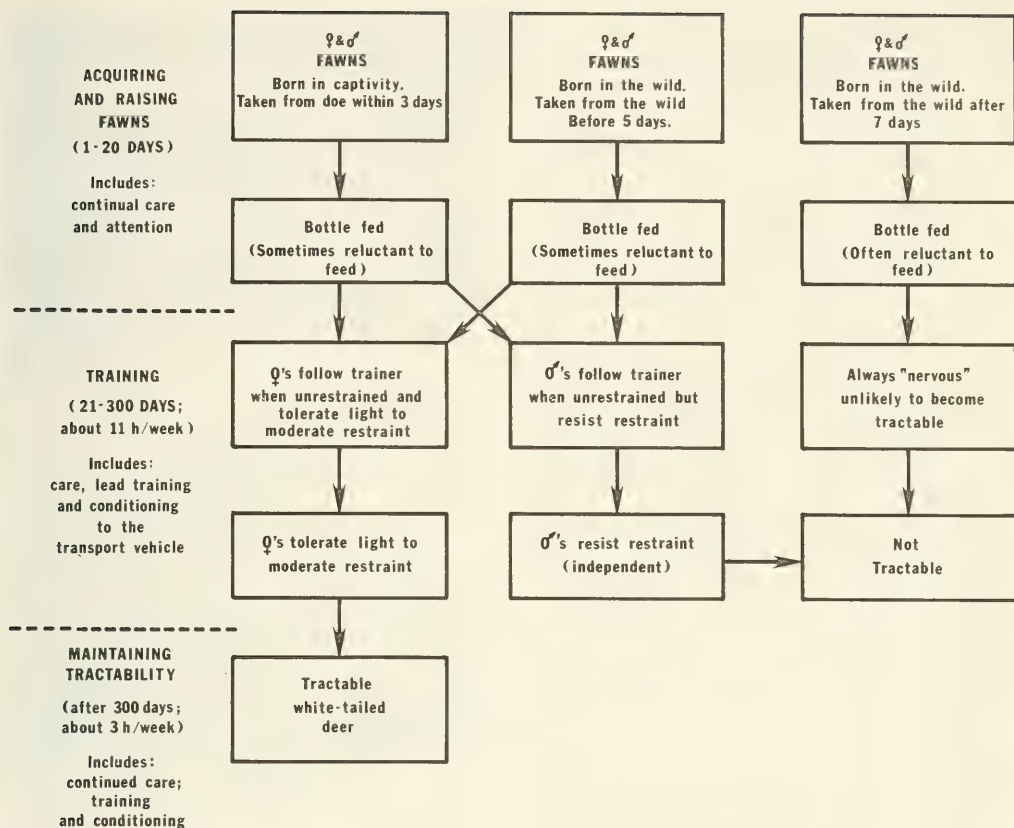 ACQUIRING
AND RAISING
FAWNS
(1-20 DAYS)
Includes:
continual care
and attention
♀&♂
FAWNS
Born in captivity.
Taken from doe within 3 days
♀&♂
FAWNS
Born in the wild.
Taken from the wild
Before 5 days.
♀&♂
FAWNS
Born in the wild.
Taken from the wild after
7 days
Bottle fed
(Sometimes reluctant to
feed)
Bottle fed
(Sometimes reluctant to
feed)
Bottle fed
(Often reluctant to
feed)
TRAINING
(21-300 DAYS;
about 11 h/week)
Includes:
care, lead training
and conditioning
to the
transport vehicle
♀'s follow trainer
when unrestrained and
tolerate light to
moderate restraint
♂'s follow trainer
when unrestrained but
resist restraint
Always "nervous"
unlikely to become
tractable
♀'s tolerate light to
moderate restraint
♂'s resist restraint
(independent)
Not
Tractable
MAINTAINING
TRACTABILITY
(after 300 days;
about 3 h/week)
Includes:
continued care;
training
and conditioning
Tractable
white-tailed
deer